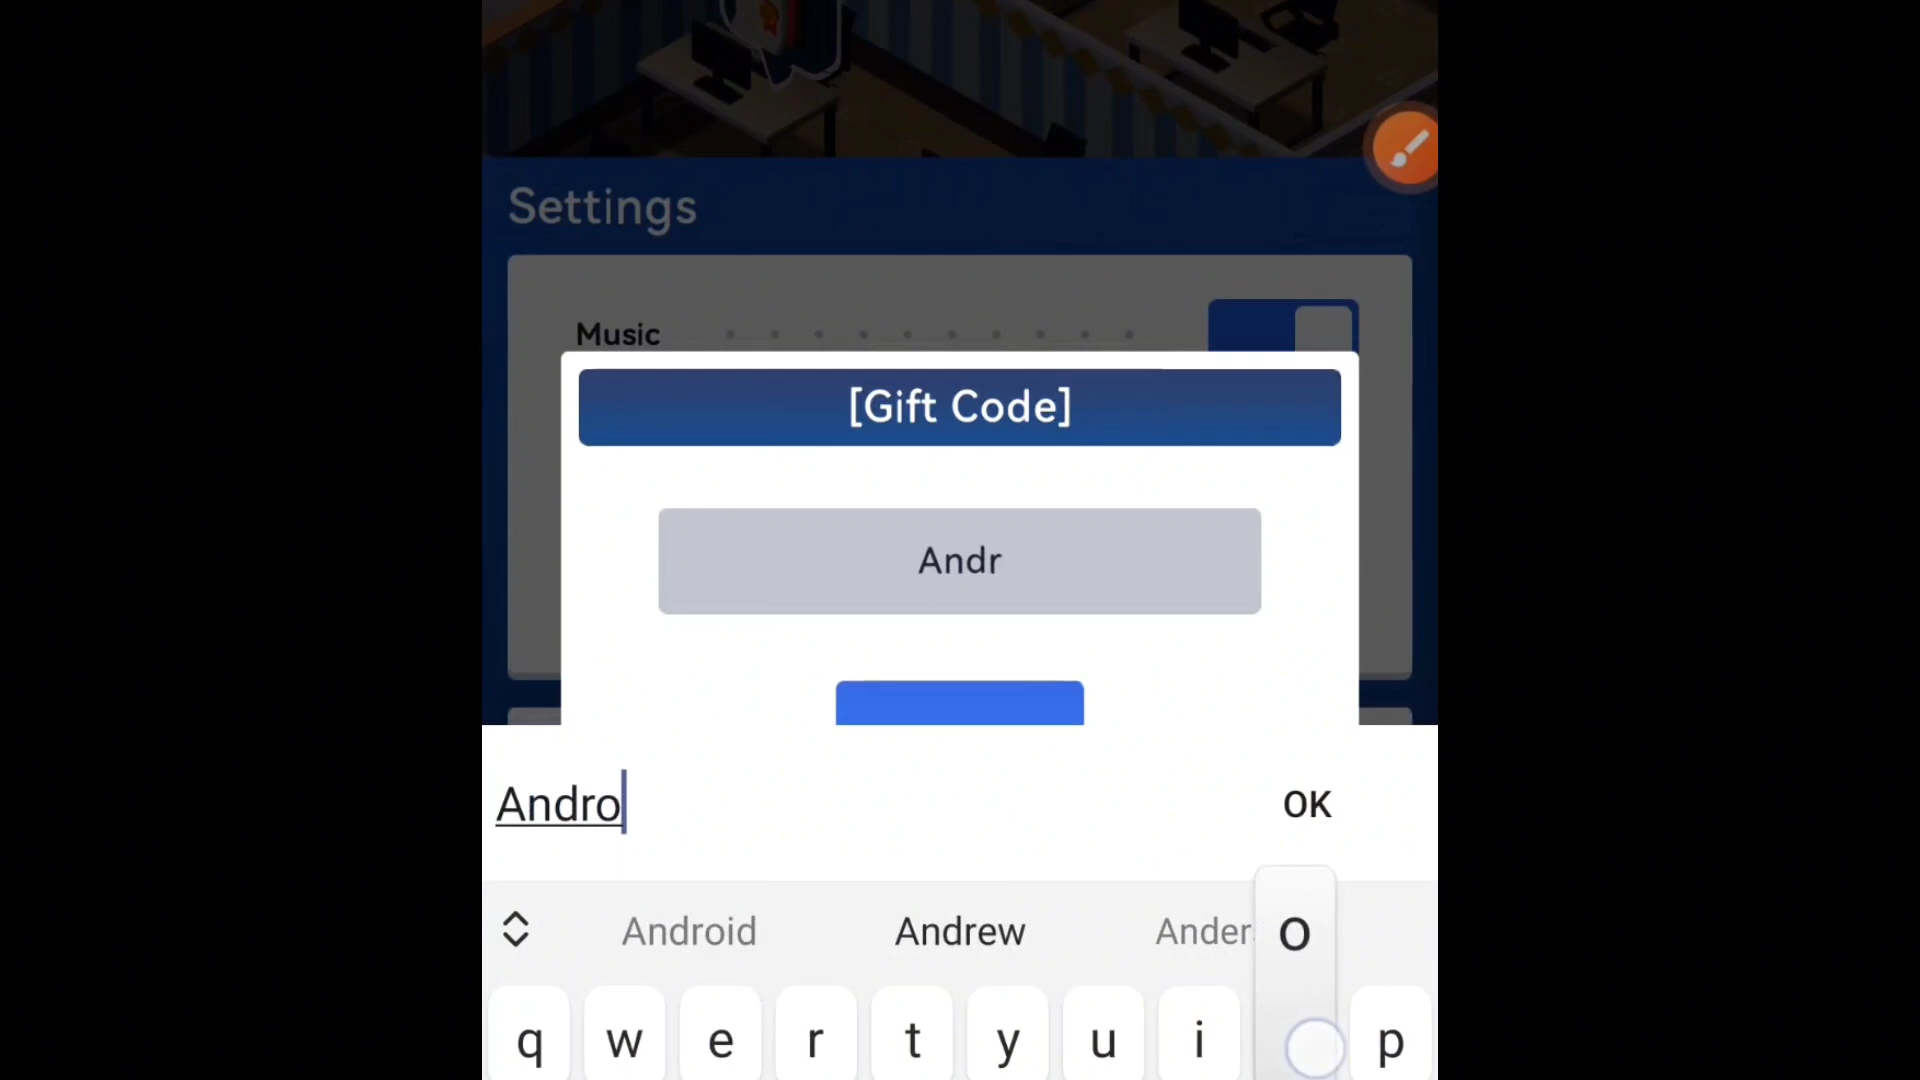 Settings
Music
[Gift Code]
Andr
Andro
OK
Android Andrew Ander
o
q w e r t y u i p